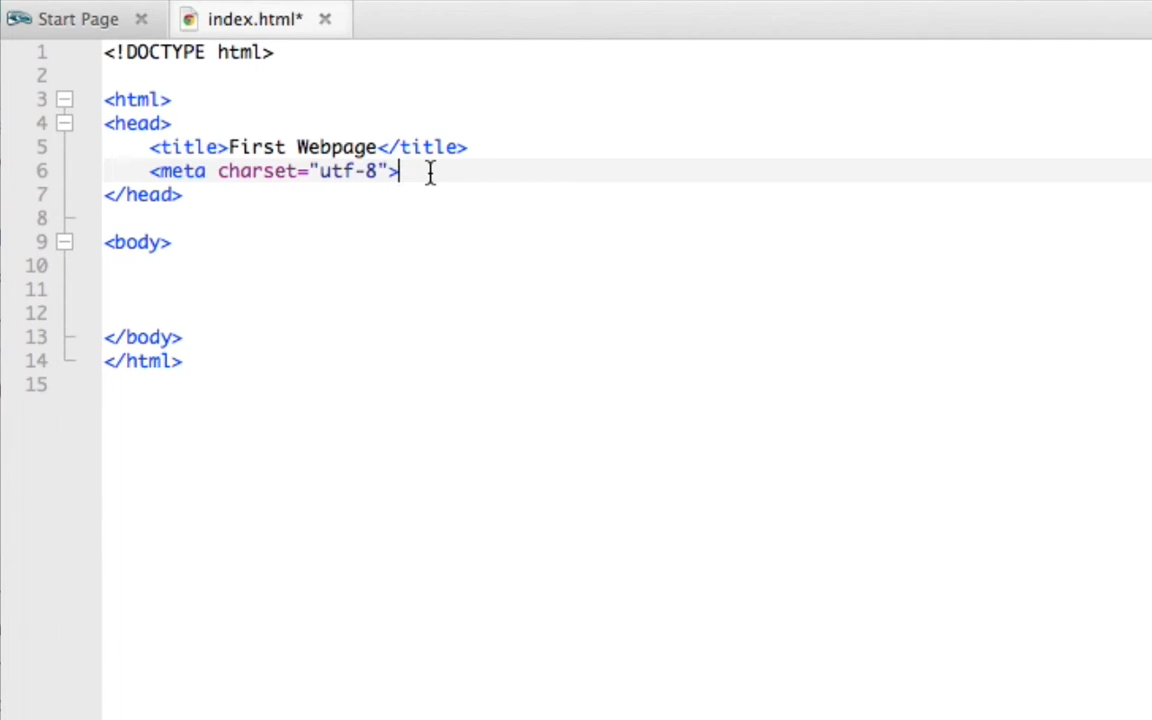 Start Page
index.html*
1 <!DOCTYPE html>
2
3 <html>
4 <head>
5 <title>First Webpage</title>
6 <meta charset="utf-8">
7 </head>
8
9 <body>
10
11
12
13 </body>
14 </html>
15